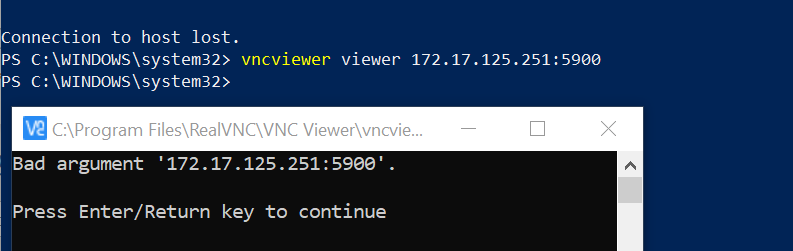 Connection to host lost.
PS C:\WINDOWS\system32> vncviewer viewer 172.17.125.251:5900
PS C:\WINDOWS\system32>
V2 C:\Program Files\RealVNC\VNC Viewer\vncvie...
Bad argument '172.17.125.251:5900'.
Press Enter/Return key to continue